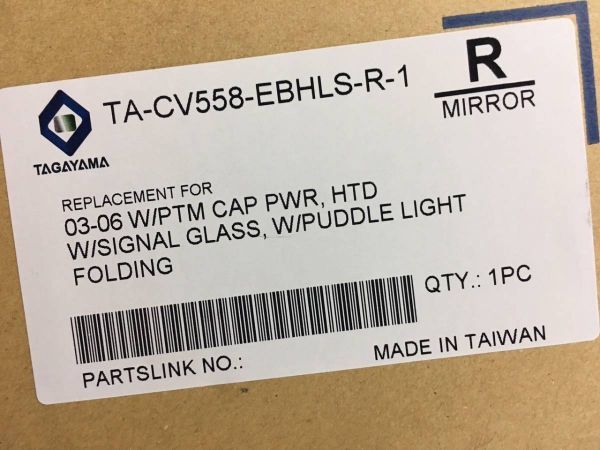 TA-CV558-EBHLS-R-1
R
MIRROR
TAGAYAMA
REPLACEMENT FOR
03-06 W/PTM CAP PWR, HTD
W/SIGNAL GLASS, W/PUDDLE LIGHT
FOLDING
QTY.: 1PC
PARTSLINK NO.:
MADE IN TAIWAN